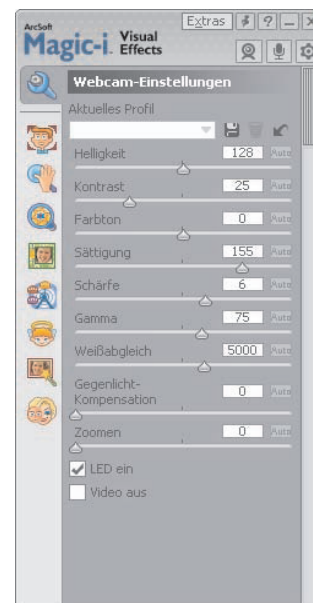 ArcSoft
Magic-i Visual Effects
Extras ? _ x
Webcam-Einstellungen
Aktuelles Profil
Helligkeit 128 Auto
Kontrast 25 Auto
Farbton 0 Auto
Sättigung 155 Auto
Schärfe 6 Auto
Gamma 75 Auto
Weißabgleich 5000 Auto
Gegenlicht-
Kompensation 0 Auto
Zoomen 0 Auto
LED ein
Video aus